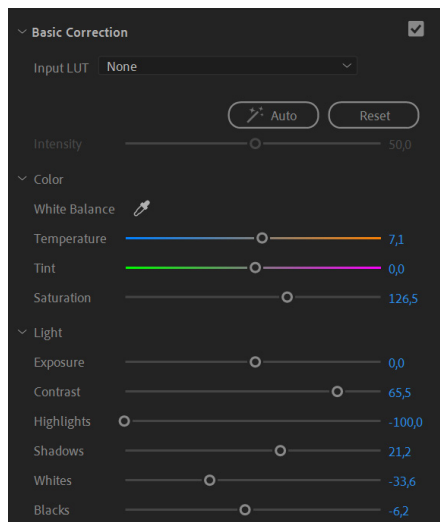 Basic Correction
Input LUT None
Auto Reset
Intensity 50,0
Color
White Balance
Temperature 7,1
Tint 0,0
Saturation 126,5
Light
Exposure 0,0
Contrast 65,5
Highlights -100,0
Shadows 21,2
Whites -33,6
Blacks -6,2